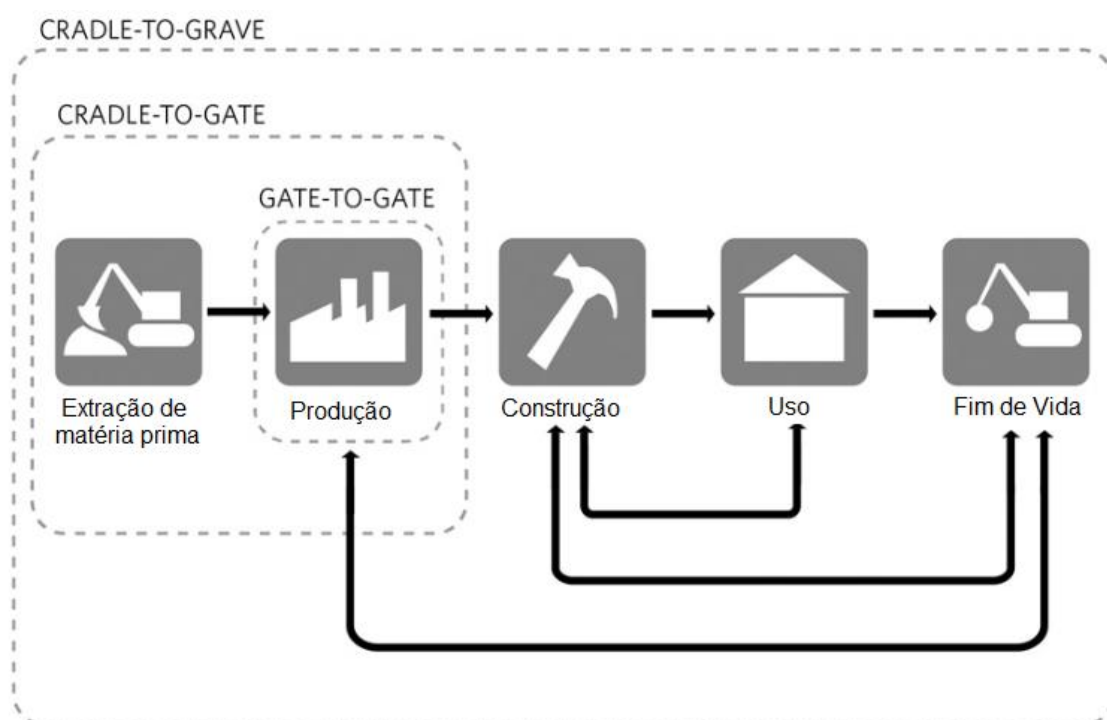 CRADLE-TO-GRAVE
CRADLE-TO-GATE
GATE-TO-GATE
Extração de
matéria prima
Produção
Construção
Uso
Fim de Vida